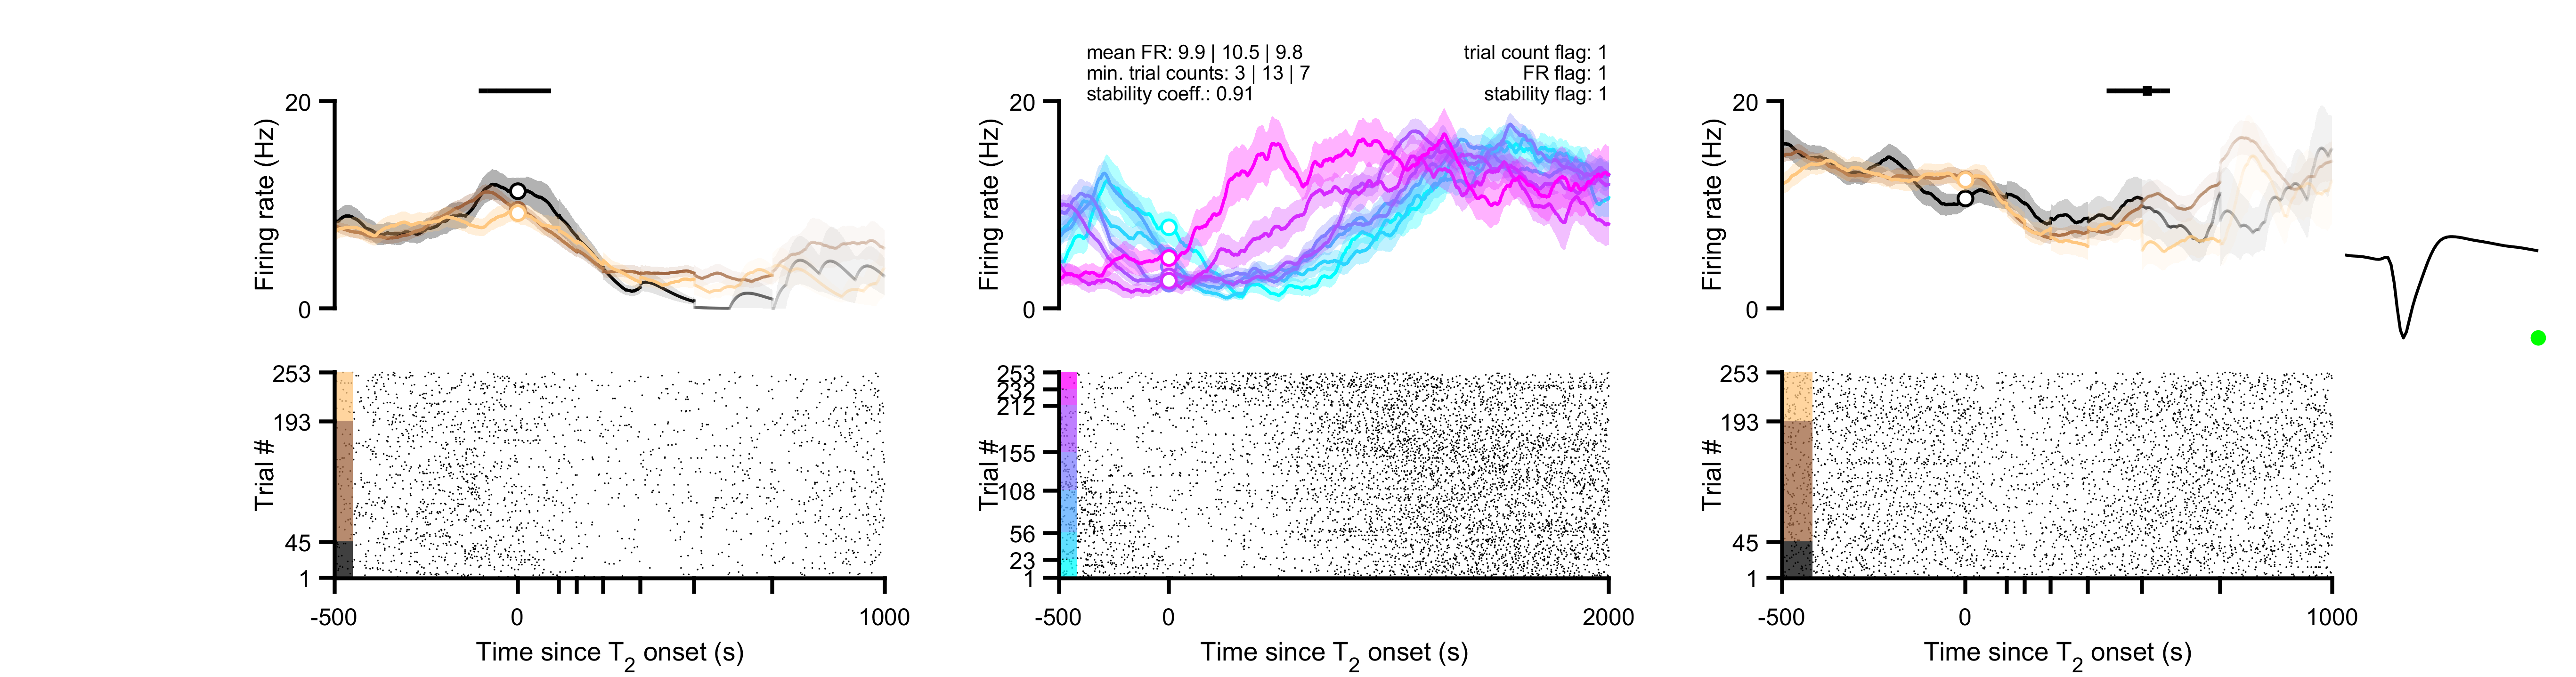 mean FR: 9.9 | 10.5 | 9.8
min. trial counts: 3 | 13 | 7
stability coeff.: 0.91
trial count flag: 1
FR flag: 1
stability flag: 1
20
Firing rate (Hz)
0
253
193
Trial #
45
1
-500
0
1000
Time since T2 onset (s)
20
Firing rate (Hz)
0
253
232
212
155
Trial #
108
56
23
1
-500
0
2000
Time since T2 onset (s)
20
Firing rate (Hz)
0
253
193
Trial #
45
1
-500
0
1000
Time since T2 onset (s)